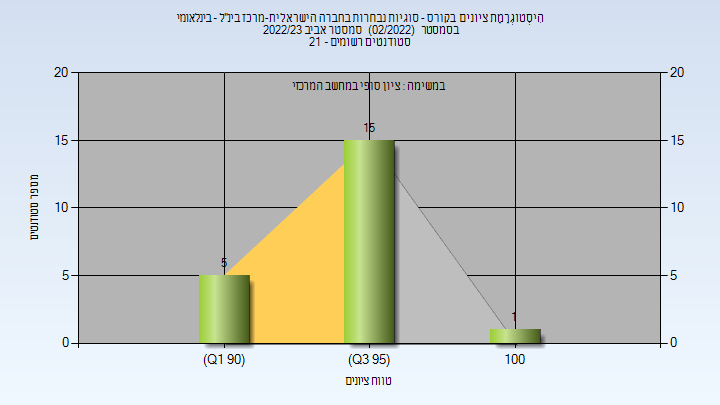 היסטוגרמת ציונים בקורס - סוגיות נבחרות בחברה הישראלית-מרכז בינ"ל - בינלאומי
בסמסטר (02/2022) סמסטר אביב 2022/23
סטודנטים רשומים - 21
במשימה : ציון סופי במחשב המרכזי
מספר סטודנטים
20
15
10
5
0
20
15
10
5
0
5
15
1
(Q1 90)
(Q3 95)
100
טווח ציונים